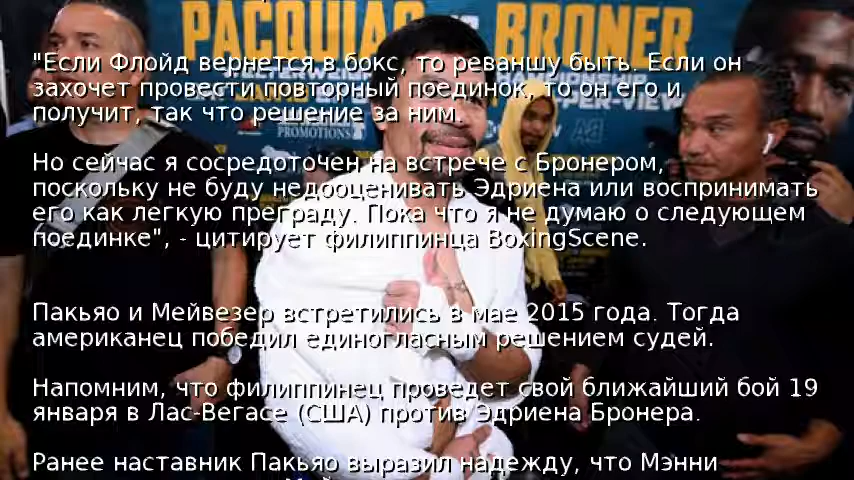 PACQUIAO VS BRONER
"Если Флойд вернется в бокс, то реваншу быть. Если он
захочет провести повторный поединок, то он его и
получит, так что решение за ним.
PROMOTIONS
Но сейчас я сосредоточен на встрече с Бронером,
поскольку не буду недооценивать Эдриена или воспринимать
его как легкую преграду. Пока что я не думаю о следующем
поединке", - цитирует филиппинца BoxingScene.
Пакьяо и Мейвезер встретились в мае 2015 года. Тогда
американец победил единогласным решением судей.
Напомним, что филиппинец проведет свой ближайший бой 19
января в Лас-Вегасе (США) против Эдриена Бронера.
Ранее наставник Пакьяо выразил надежду, что Мэнни